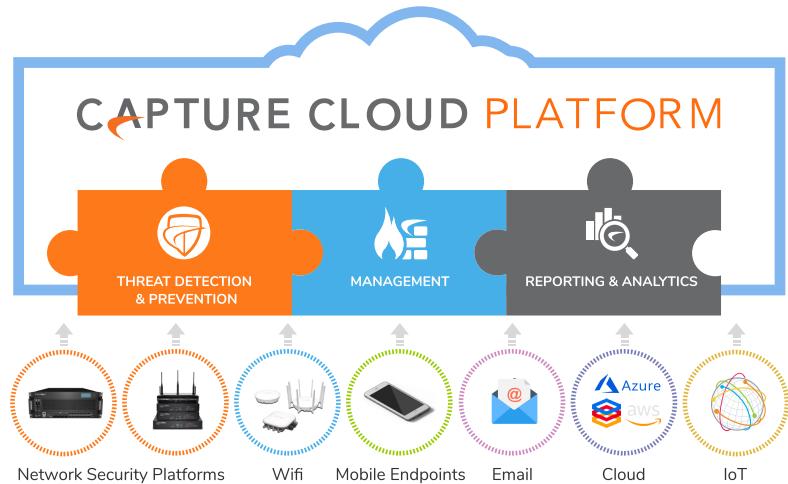 CAPTURE CLOUD PLATFORM
THREAT DETECTION
& PREVENTION
MANAGEMENT
REPORTING & ANALYTICS
@
Azure
aws
Network Security Platforms
Wifi
Mobile Endpoints
Email
Cloud
IoT